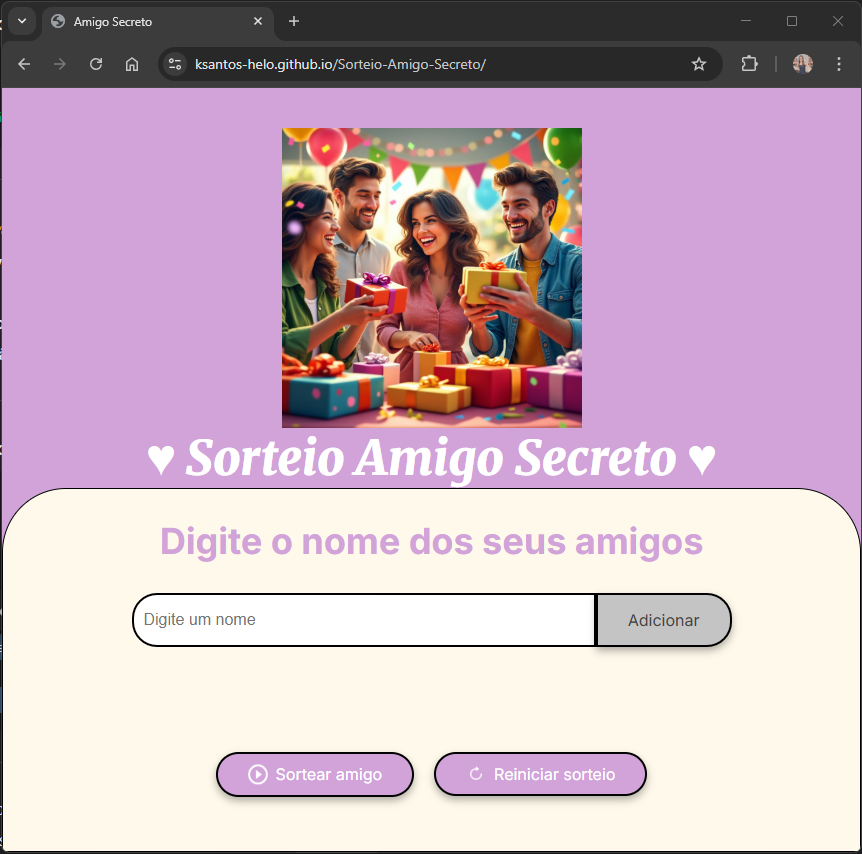 Amigo Secreto
ksantos-helo.github.io/Sorteio-Amigo-Secreto/
♥ Sorteio Amigo Secreto ♥
Digite o nome dos seus amigos
Digite um nome
Adicionar
Sortear amigo
Reiniciar sorteio